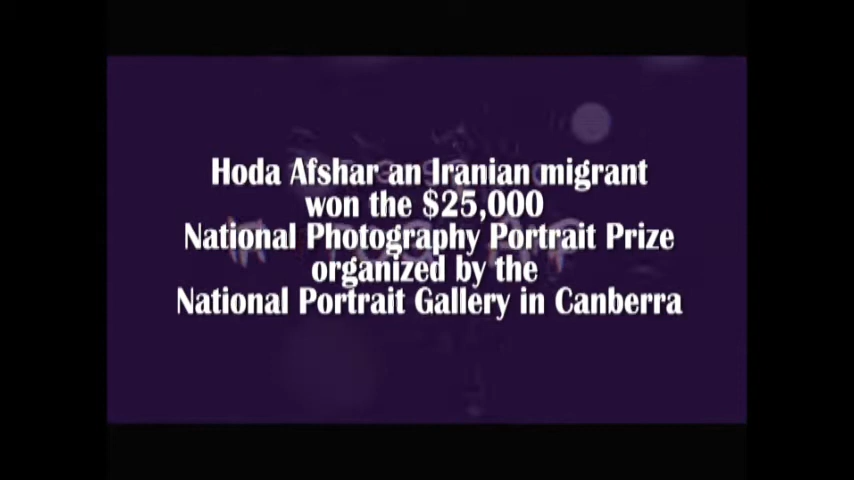 Hoda Afshar an Iranian migrant
won the $25,000
National Photography Portrait Prize
organized by the
National Portrait Gallery in Canberra